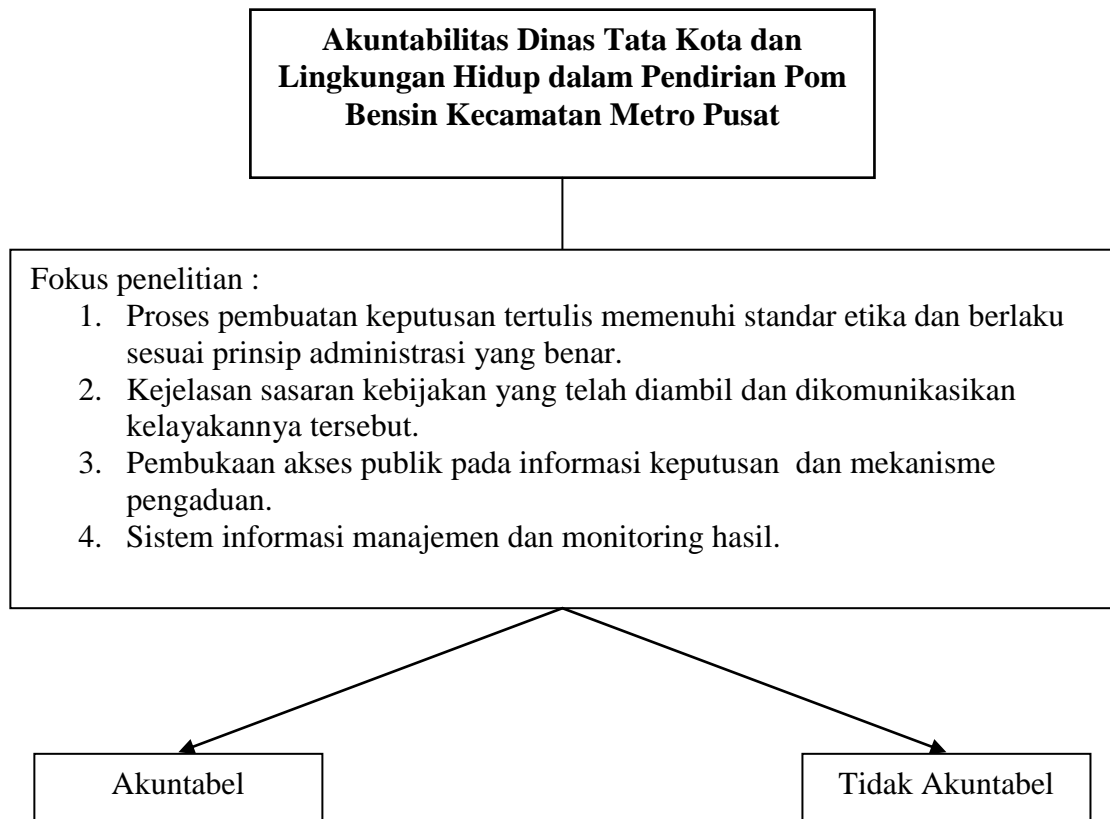 Akuntabilitas Dinas Tata Kota dan
Lingkungan Hidup dalam Pendirian Pom
Bensin Kecamatan Metro Pusat
Fokus penelitian :
1. Proses pembuatan keputusan tertulis memenuhi standar etika dan berlaku
sesuai prinsip administrasi yang benar.
2. Kejelasan sasaran kebijakan yang telah diambil dan dikomunikasikan
kelayakannya tersebut.
3. Pembukaan akses publik pada informasi keputusan  dan mekanisme
pengaduan.
4. Sistem informasi manajemen dan monitoring hasil.
Akuntabel
Tidak Akuntabel